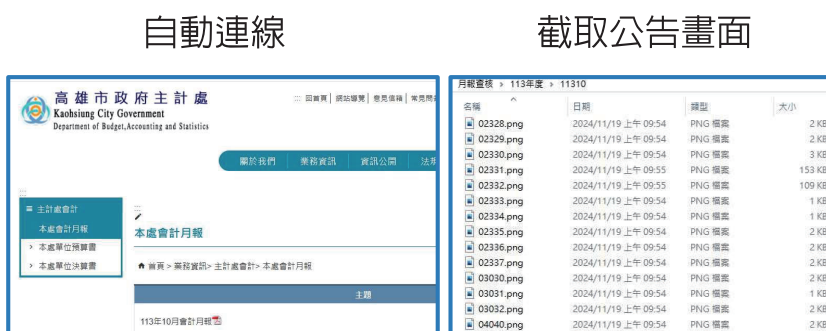 自動連線
截取公告畫面
高雄市政府主計處
Kaohsiung City Government
Department of Budget,Accounting and Statistics
::: 回首頁 | 網站導覽 | 意見信箱 | 常見問
關於我們 業務資訊 資訊公開 法規
:::
≡ 主計處會計
本處會計月報
> 本處單位預算書
> 本處單位決算書
:::
本處會計月報
首頁 > 業務資訊> 主計處會計> 本處會計月報
主題
113年10月會計月報
月報查核 > 113年度 > 11310
名稱 日期 類型 大小
02328.png 2024/11/19 上午 09:54 PNG 檔案 2 KB
02329.png 2024/11/19 上午 09:54 PNG 檔案 2 KB
02330.png 2024/11/19 上午 09:54 PNG 檔案 3 KB
02331.png 2024/11/19 上午 09:55 PNG 檔案 153 KB
02332.png 2024/11/19 上午 09:55 PNG 檔案 109 KB
02333.png 2024/11/19 上午 09:54 PNG 檔案 1 KB
02334.png 2024/11/19 上午 09:54 PNG 檔案 1 KB
02335.png 2024/11/19 上午 09:54 PNG 檔案 2 KB
02336.png 2024/11/19 上午 09:54 PNG 檔案 2 KB
02337.png 2024/11/19 上午 09:54 PNG 檔案 2 KB
03030.png 2024/11/19 上午 09:54 PNG 檔案 2 KB
03031.png 2024/11/19 上午 09:54 PNG 檔案 1 KB
03032.png 2024/11/19 上午 09:54 PNG 檔案 2 KB
04040.png 2024/11/19 上午 09:54 PNG 檔案 2 KB